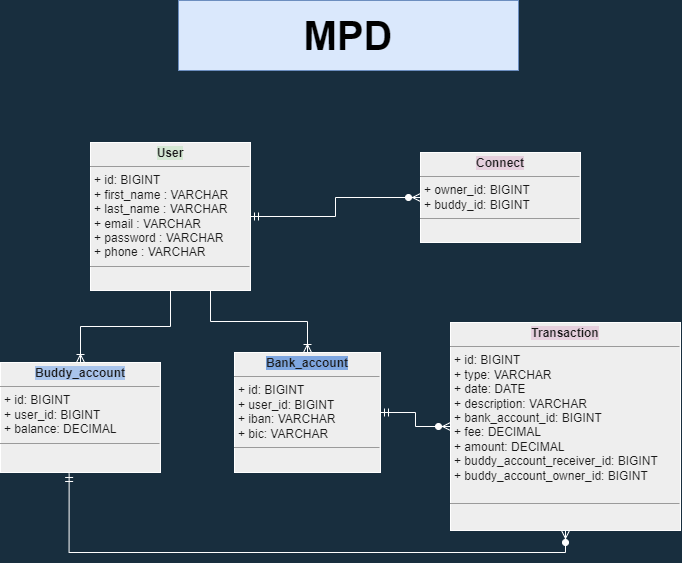 MPD
User
+ id: BIGINT
+ first_name : VARCHAR
+ last_name : VARCHAR
+ email : VARCHAR
+ password : VARCHAR
+ phone : VARCHAR
Connect
+ owner_id: BIGINT
+ buddy_id: BIGINT
Buddy_account
+ id: BIGINT
+ user_id: BIGINT
+ balance: DECIMAL
Bank_account
+ id: BIGINT
+ user_id: BIGINT
+ iban: VARCHAR
+ bic: VARCHAR
Transaction
+ id: BIGINT
+ type: VARCHAR
+ date: DATE
+ description: VARCHAR
+ bank_account_id: BIGINT
+ fee: DECIMAL
+ amount: DECIMAL
+ buddy_account_receiver_id: BIGINT
+ buddy_account_owner_id: BIGINT